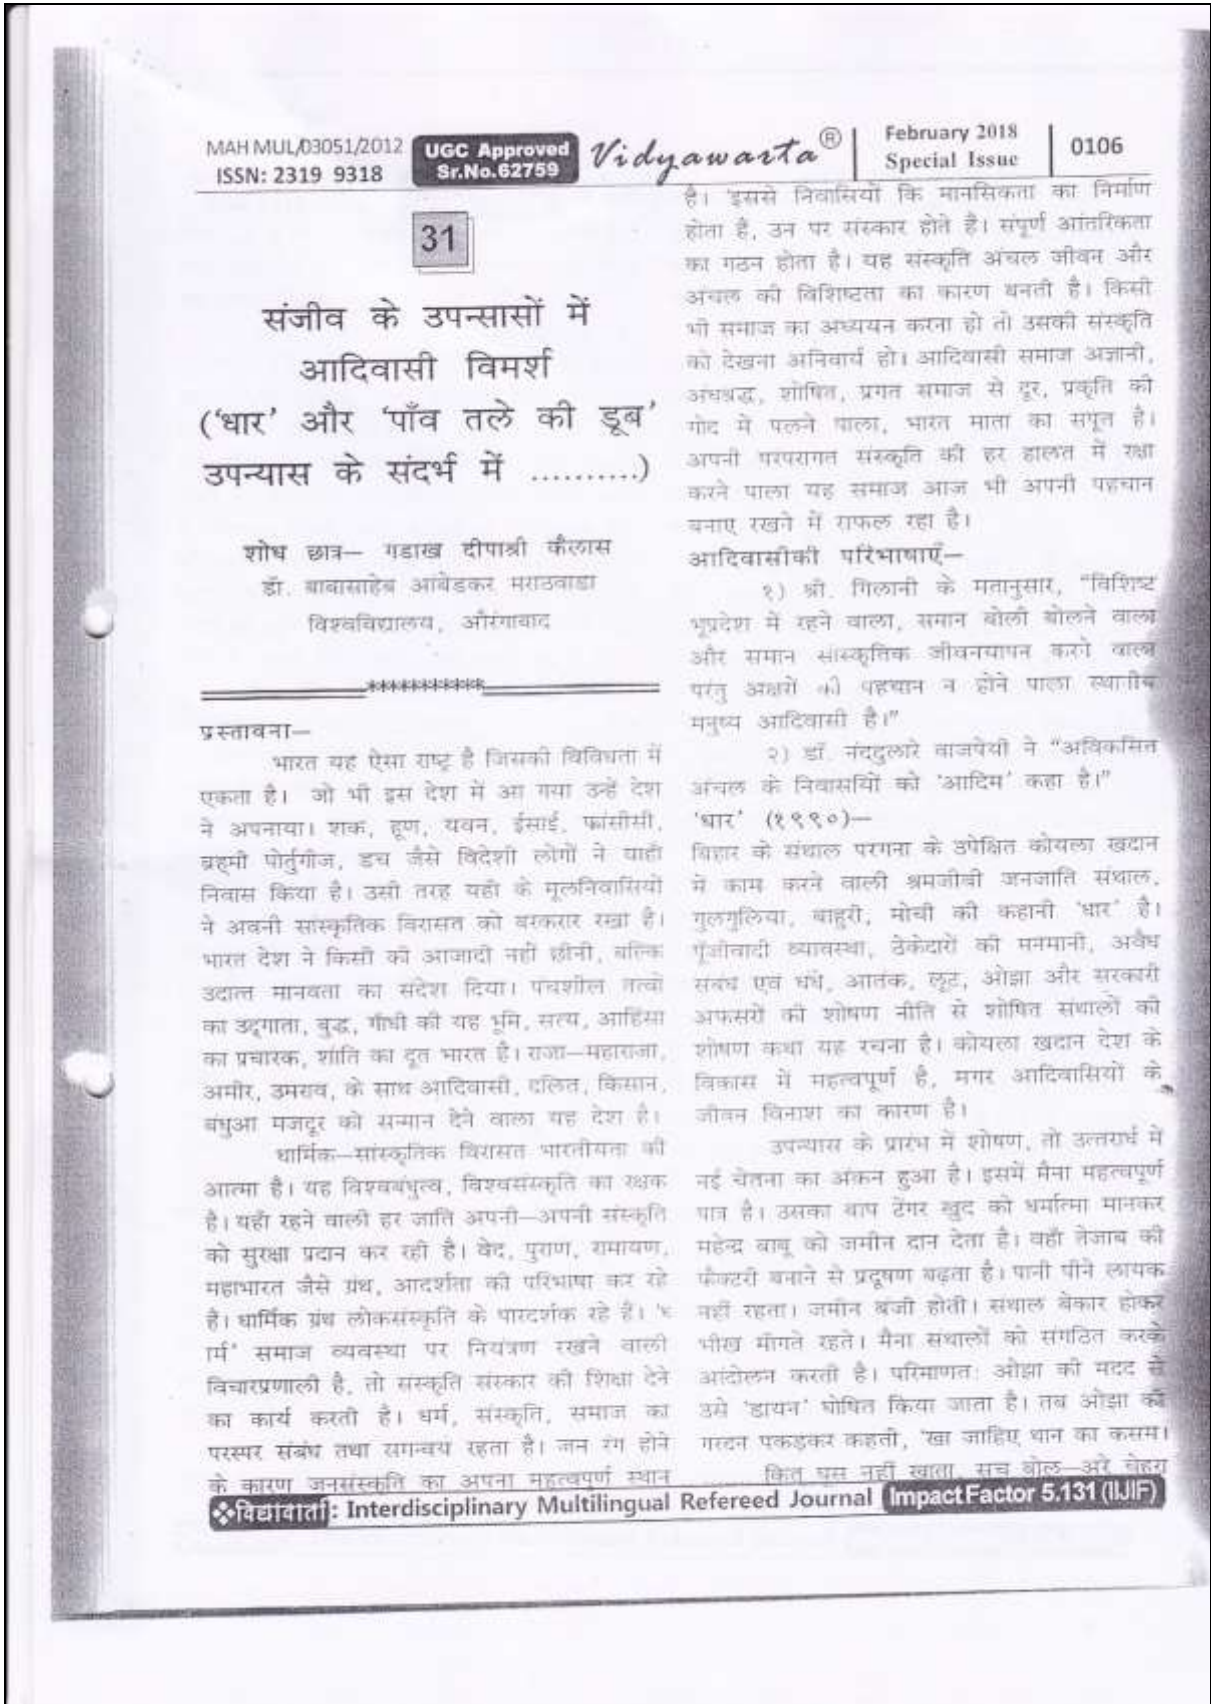 MAH MUL/03051/2012
ISSN: 2319 9318
UGC Approved
Sr.No.62759
Vidyawarta®
February 2018
Special Issue
0106
31
संजीव के उपन्सासों में
आदिवासी विमर्श
(‘धार’ और ‘पाँव तले की डूब’
उपन्यास के संदर्भ में ..........)
शोध छात्र— गडाख दीपाश्री कैलास
डॉ. बाबासाहेब आंबेडकर मराठवाडा
विश्वविद्यालय, औरंगाबाद
***********
प्रस्तावना—
भारत यह ऐसा राष्ट्र है जिसकी विविधता में
एकता है। जो भी इस देश में आ गया उन्हें देश
ने अपनाया। शक, हूण, यवन, ईसाई, फांसीसी,
ब्रह्मी पोर्तुगीज, डच जैसे विदेशी लोगों ने याही
निवास किया है। उसी तरह यहाँ के मूलनिवासियों
ने अवनी सांस्कृतिक विरासत को वरकरार रखा है।
भारत देश ने किसी की आजादी नहीं छीनी, बल्कि
उदात्त मानवता का संदेश दिया। पंचशील तत्वों
का उद्गाता, बुद्ध, गाँधी की यह भूमि, सत्य, आहिंसा
का प्रचारक, शांति का दूत भारत है। राजा—महाराजा,
अमीर, उमराव, के साथ आदिवासी, दलित, किसान,
बंधुआ मजदूर को सन्मान देने वाला यह देश है।
धार्मिक—सांस्कृतिक विरासत भारतीयता की
आत्मा है। यह विश्वबंधुत्व, विश्वसंस्कृति का रक्षक
है। यहाँ रहने वाली हर जाति अपनी—अपनी संस्कृति
को सुरक्षा प्रदान कर रही है। वेद, पुराण, रामायण,
महाभारत जैसे ग्रंथ, आदर्शता की परिभाषा कर रहे
है। धार्मिक ग्रंथ लोकसंस्कृति के पारदर्शक रहे हैं। ‘ध
र्म’ समाज व्यवस्था पर नियंत्रण रखने वाली
विचारप्रणाली है, तो संस्कृति संस्कार की शिक्षा देने
का कार्य करती है। धर्म, संस्कृति, समाज का
परस्पर संबंध तथा समन्वय रहता है। जन रंग होने
के कारण जनसंस्कृति का अपना महत्वपूर्ण स्थान
है। इससे निवासियों कि मानसिकता का निर्माण
होता है, उन पर संस्कार होते है। संपूर्ण आंतरिकता
का गठन होता है। यह संस्कृति अंचल जीवन और
अंचल की विशिष्टता का कारण बनती है। किसी
भी समाज का अध्ययन करना हो तो उसकी संस्कृति
को देखना अनिवार्य हो। आदिवासी समाज अज्ञानी,
अंधश्रद्ध, शोषित, प्रगत समाज से दूर, प्रकृति की
गोद में पलने वाला, भारत माता का सपूत है।
अपनी परंपरागत संस्कृति की हर हालत में रक्षा
करने वाला यह समाज आज भी अपनी पहचान
बनाए रखने में सफल रहा है।
आदिवासीकी परिभाषाएँ—
१) श्री. गिलानी के मतानुसार, “विशिष्ट
भूप्रदेश में रहने वाला, समान बोली बोलने वाला
और समान सांस्कृतिक जीवनयापन करने वाला
परंतु अक्षरों की पहचान न होने वाला स्थानीय
मनुष्य आदिवासी है।”
२) डॉ. नंददुलारे वाजपेयी ने “अविकसित
अंचल के निवासयिों को ‘आदिम’ कहा है।”
‘धार’ (१९९०)—
बिहार के संथाल परगना के उपेक्षित कोयला खदान
में काम करने वाली श्रमजीवी जनजाति संथाल,
गुलगुलिया, बाहुरी, मोची की कहानी ‘धार’ है।
पूंजीवादी व्यावस्था, ठेकेदारों की मनमानी, अवैध
संबंध एवं धंधे, आतंक, लूट, ओझा और सरकारी
अफसरों की शोषण नीति से शोषित संथालों की
शोषण कथा यह रचना है। कोयला खदान देश के
विकास में महत्वपूर्ण है, मगर आदिवासियों के
जीवन विनाश का कारण है।
उपन्यास के प्रारंभ में शोषण, तो उत्तरार्ध में
नई चेतना का अंकन हुआ है। इसमें मैना महत्वपूर्ण
पात्र है। उसका बाप टेंगर खुद को धर्मात्मा मानकर
महेन्द्र बाबू को जमीन दान देता है। वहाँ तेजाब की
फॅक्टरी बनाने से प्रदूषण बढ़ता है। पानी पीने लायक
नहीं रहता। जमीन बंजी होती। संथाल बेकार होकर
भीख माँगते रहते। मैना संथालों को संगठित करके
आंदोलन करती है। परिमाणतः ओझा की मदद से
उसे ‘डायन’ घोषित किया जाता है। तब ओझा की
गरदन पकड़कर कहती, ‘खा जाहिए थान का कसम।
कित घूस नहीं खाता, सच बोल—अरे चेहरा
❖विद्यावार्ता: Interdisciplinary Multilingual Refereed Journal ImpactFactor 5.131 (IIJIF)